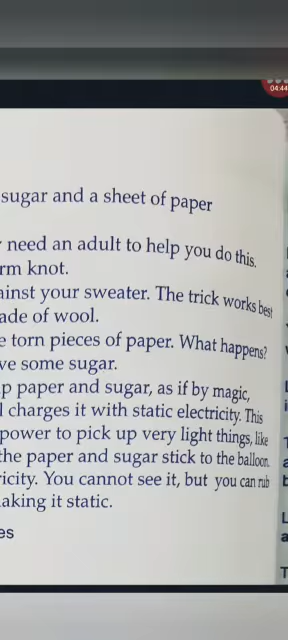 04:44
sugar and a sheet of paper
need an adult to help you do this.
rm knot.
ainst your sweater. The trick works best
ade of wool.
e torn pieces of paper. What happens?
ve some sugar.
p paper and sugar, as if by magic,
l charges it with static electricity. This
power to pick up very light things, like
the paper and sugar stick to the balloon.
ricity. You cannot see it, but you can rub
aking it static.
es